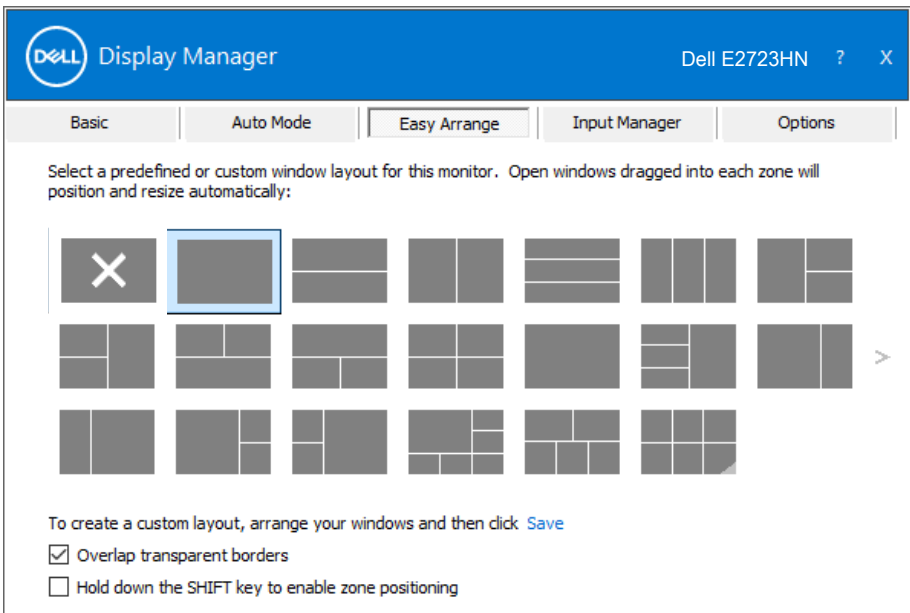 DELL Display Manager Dell E2723HN ? X
Basic Auto Mode Easy Arrange Input Manager Options
Select a predefined or custom window layout for this monitor. Open windows dragged into each zone will
position and resize automatically:
>
To create a custom layout, arrange your windows and then click Save
Overlap transparent borders
Hold down the SHIFT key to enable zone positioning